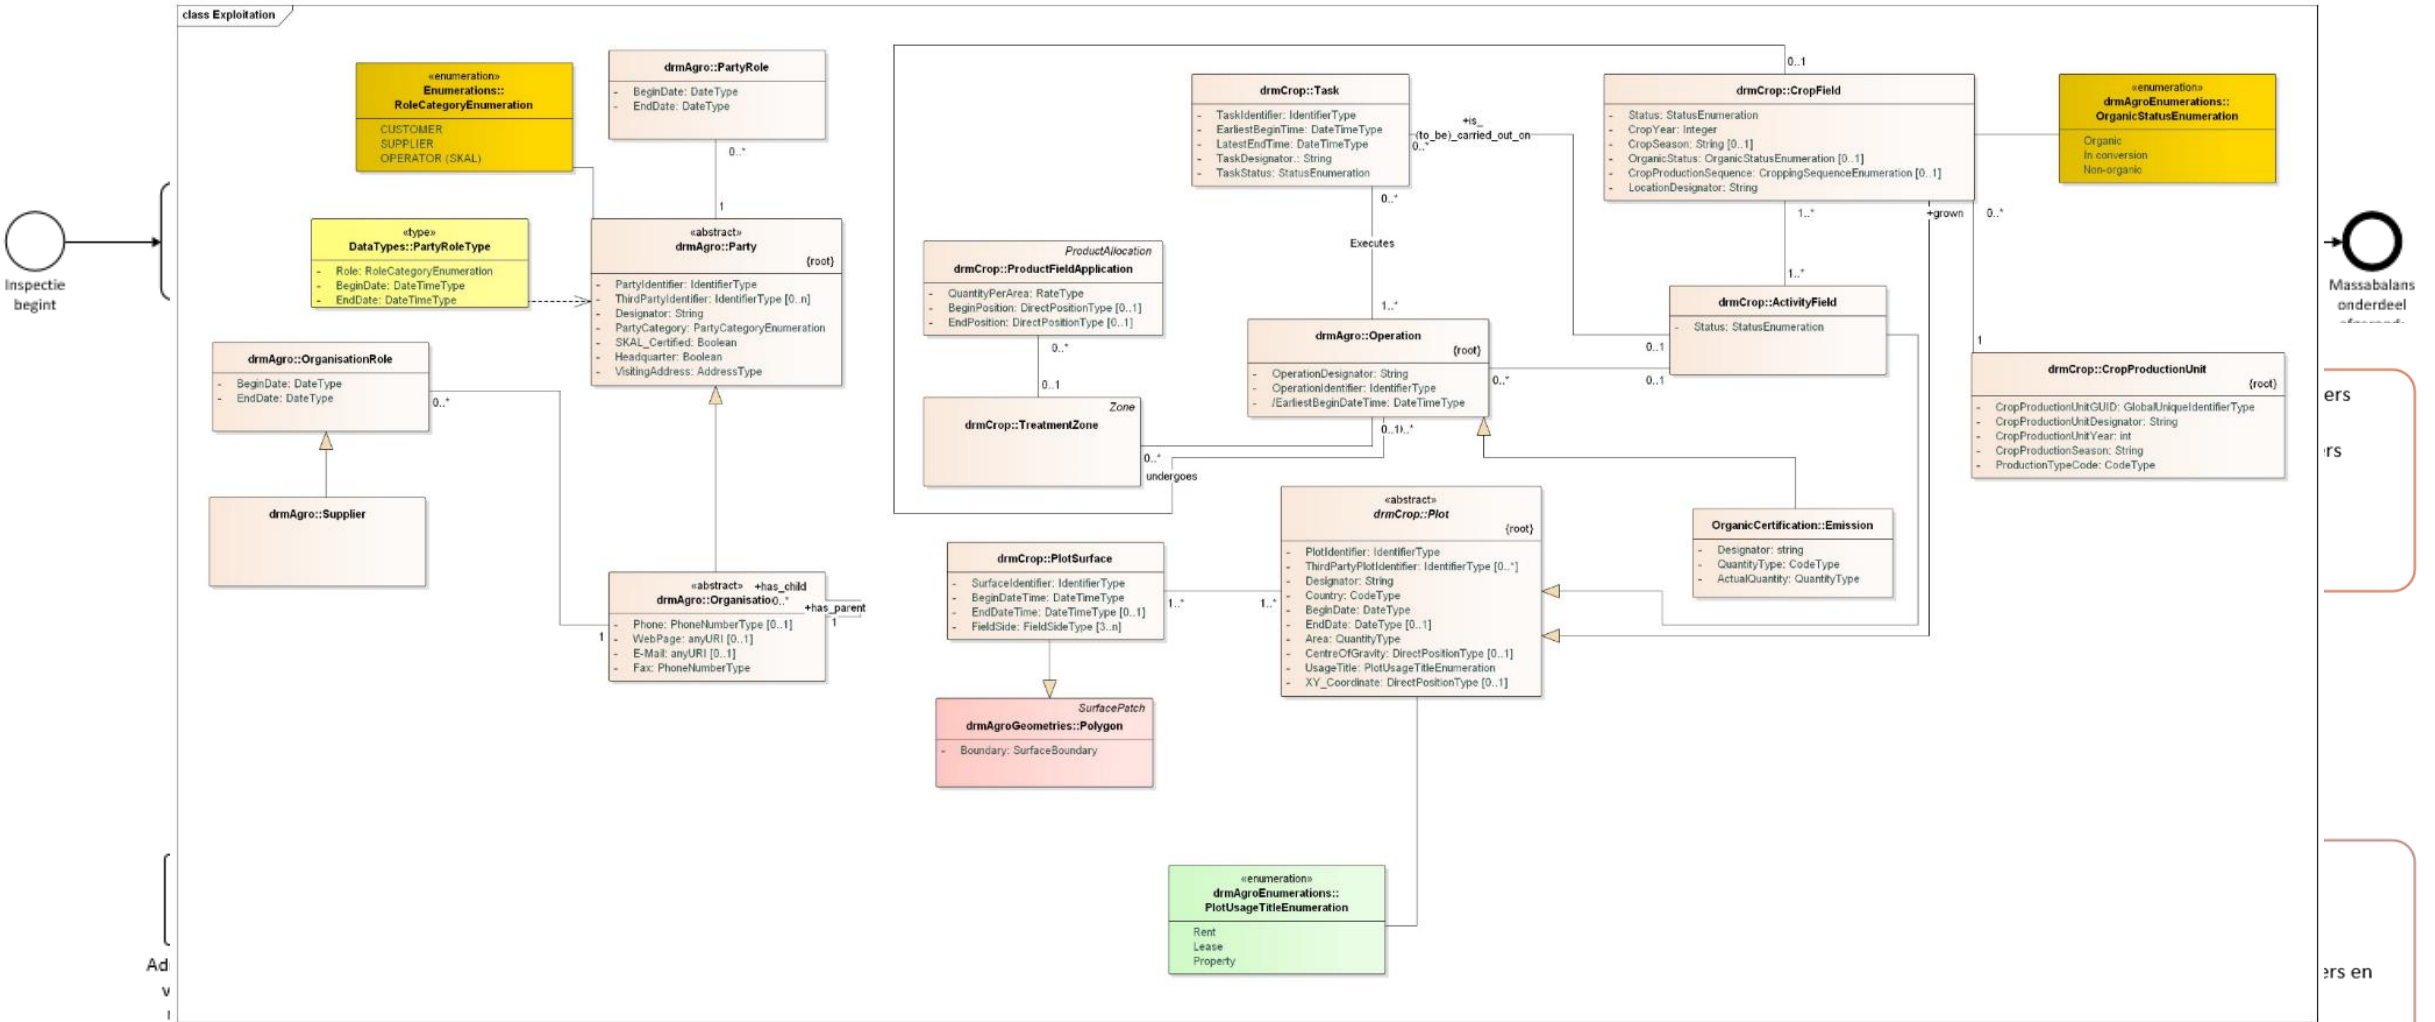 class Exploitation
«enumeration»
Enumerations::
RoleCategoryEnumeration
CUSTOMER
SUPPLIER
OPERATOR (SKAL)
drmAgro::PartyRole
- BeginDate: DateType
- EndDate: DateType
0..*
1
«type»
DataTypes::PartyRoleType
- Role: RoleCategoryEnumeration
- BeginDate: DateTimeType
- EndDate: DateTimeType
«abstract»
drmAgro::Party
{root}
- PartyIdentifier: IdentifierType
- ThirdPartyIdentifier: IdentifierType [0..n]
- Designator: String
- PartyCategory: PartyCategoryEnumeration
- SKAL_Certified: Boolean
- Headquarter: Boolean
- VisitingAddress: AddressType
drmAgro::OrganisationRole
- BeginDate: DateType
- EndDate: DateType
0..*
drmAgro::Supplier
«abstract»
+has_child
drmAgro::Organisatio
0..*
+has_parent
1
1
- Phone: PhoneNumberType [0..1]
- WebPage: anyURI [0..1]
- E-Mail: anyURI [0..1]
- Fax: PhoneNumberType
drmCrop::Task
- TaskIdentifier: IdentifierType
- EarliestBeginTime: DateTimeType
- LatestEndTime: DateTimeType
- TaskDesignator.: String
- TaskStatus: StatusEnumeration
+is_
(to_be)_carried_out_on
0..*
0..*
Executes
1..*
0..1
drmCrop::CropField
- Status: StatusEnumeration
- CropYear: Integer
- CropSeason: String [0..1]
- OrganicStatus: OrganicStatusEnumeration [0..1]
- CropProductionSequence: CroppingSequenceEnumeration [0..1]
- LocationDesignator: String
1..*
+grown
0..*
1..*
1
«enumeration»
drmAgroEnumerations::
OrganicStatusEnumeration
Organic
In conversion
Non-organic
ProductAllocation
drmCrop::ProductFieldApplication
- QuantityPerArea: RateType
- BeginPosition: DirectPositionType [0..1]
- EndPosition: DirectPositionType [0..1]
0..*
0..1
Zone
drmCrop::TreatmentZone
0..*
undergoes
drmAgro::Operation
{root}
- OperationDesignator: String
- OperationIdentifier: IdentifierType
- /EarliestBeginDateTime: DateTimeType
0..*
0..1
0..1
drmCrop::ActivityField
- Status: StatusEnumeration
drmCrop::CropProductionUnit
{root}
- CropProductionUnitGUID: GlobalUniqueIdentifierType
- CropProductionUnitDesignator: String
- CropProductionUnitYear: int
- CropProductionSeason: String
- ProductionTypeCode: CodeType
drmCrop::PlotSurface
- SurfaceIdentifier: IdentifierType
- BeginDateTime: DateTimeType
- EndDateTime: DateTimeType [0..1]
- FieldSide: FieldSideType [3..n]
1..*
1..*
«abstract»
drmCrop::Plot
{root}
- PlotIdentifier: IdentifierType
- ThirdPartyPlotIdentifier: IdentifierType [0..*]
- Designator: String
- Country: CodeType
- BeginDate: DateType
- EndDate: DateType [0..1]
- Area: QuantityType
- CentreOfGravity: DirectPositionType [0..1]
- UsageTitle: PlotUsageTitleEnumeration
- XY_Coordinate: DirectPositionType [0..1]
OrganicCertification::Emission
- Designator: string
- QuantityType: CodeType
- ActualQuantity: QuantityType
SurfacePatch
drmAgroGeometries::Polygon
- Boundary: SurfaceBoundary
«enumeration»
drmAgroEnumerations::
PlotUsageTitleEnumeration
Rent
Lease
Property
Inspectie
begint
Massabalans
onderdeel
ers
rs
Ad
v
ers en